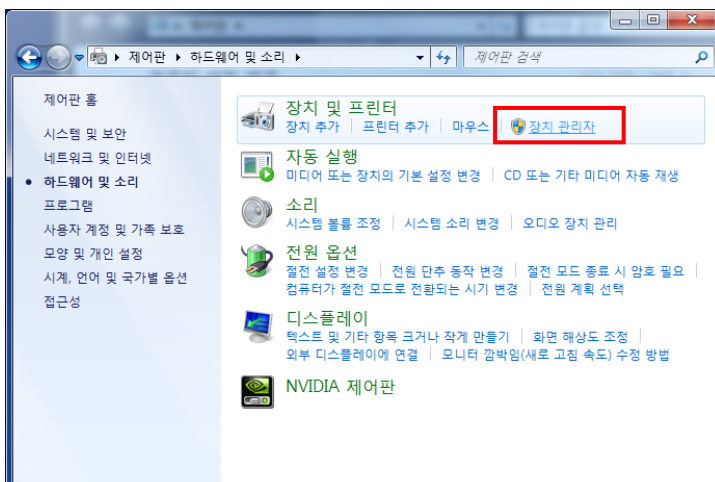 제어판 ▸ 하드웨어 및 소리 ▸
제어판 검색
제어판 홈
시스템 및 보안
네트워크 및 인터넷
하드웨어 및 소리
프로그램
사용자 계정 및 가족 보호
모양 및 개인 설정
시계, 언어 및 국가별 옵션
접근성
장치 및 프린터
장치 추가 | 프린터 추가 | 마우스 | 장치 관리자
자동 실행
미디어 또는 장치의 기본 설정 변경 | CD 또는 기타 미디어 자동 재생
소리
시스템 볼륨 조정 | 시스템 소리 변경 | 오디오 장치 관리
전원 옵션
절전 설정 변경 | 전원 단추 동작 변경 | 절전 모드 종료 시 암호 필요 |
컴퓨터가 절전 모드로 전환되는 시기 변경 | 전원 계획 선택
디스플레이
텍스트 및 기타 항목 크거나 작게 만들기 | 화면 해상도 조정 |
외부 디스플레이에 연결 | 모니터 깜박임(새로 고침 속도) 수정 방법
NVIDIA 제어판